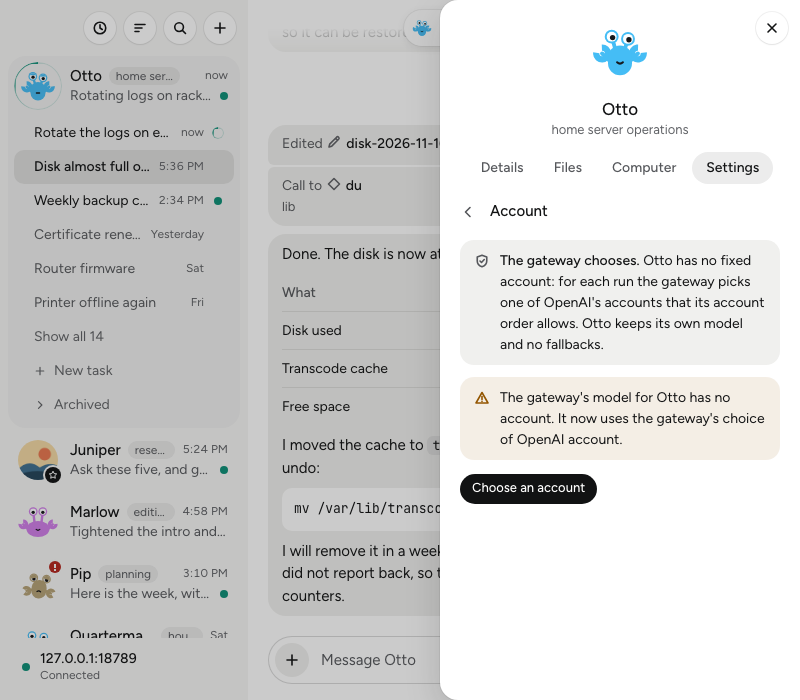 Otto
home ser...
now
Rotating logs on rack...
Rotate the logs on e...
now
Disk almost full o...
5:36 PM
Weekly backup c...
2:34 PM
Certificate rene...
Yesterday
Router firmware
Sat
Printer offline again
Fri
Show all 14
New task
Archived
Juniper
rese...
5:24 PM
Ask these five, and g...
Marlow
editi...
4:58 PM
Tightened the intro and...
Pip
planning
3:10 PM
Here is the week, wit...
Quarterma
hou...
Sat
127.0.0.1:18789
Connected
so it can be
Edited
disk-2026-11-1
Call to
du
lib
Done. The disk is now at
What
Disk used
Transcode cache
Free space
I moved the cache to
undo:
mv /var/lib/transco
I will remove it in a week
did not report back, so t
counters.
Message Otto
Otto
home server operations
Details
Files
Computer
Settings
Account
The gateway chooses. Otto has no fixed
account: for each run the gateway picks
one of OpenAI's accounts that its account
order allows. Otto keeps its own model
and no fallbacks.
The gateway's model for Otto has no
account. It now uses the gateway's choice
of OpenAI account.
Choose an account